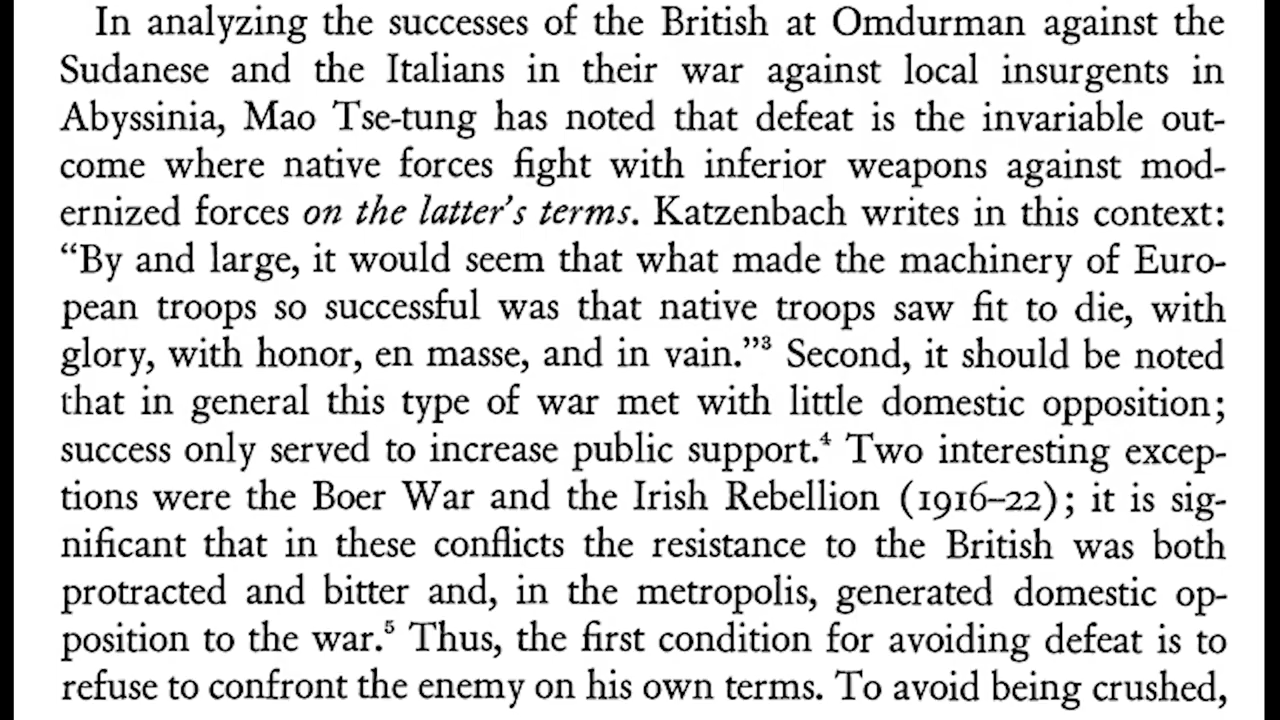 In analyzing the successes of the British at Omdurman against the
Sudanese and the Italians in their war against local insurgents in
Abyssinia, Mao Tse-tung has noted that defeat is the invariable out-
come where native forces fight with inferior weapons against mod-
ernized forces on the latter's terms. Katzenbach writes in this context:
“By and large, it would seem that what made the machinery of Euro-
pean troops so successful was that native troops saw fit to die, with
glory, with honor, en masse, and in vain.”³ Second, it should be noted
that in general this type of war met with little domestic opposition;
success only served to increase public support.⁴ Two interesting excep-
tions were the Boer War and the Irish Rebellion (1916–22); it is sig-
nificant that in these conflicts the resistance to the British was both
protracted and bitter and, in the metropolis, generated domestic op-
position to the war.⁵ Thus, the first condition for avoiding defeat is to
refuse to confront the enemy on his own terms. To avoid being crushed,